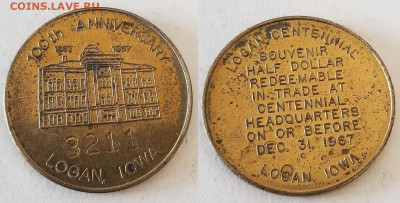 COINS.LAVE.RU
100th ANNIVERSARY
1867 1967
3211
LOGAN, IOWA
LOGAN CENTENNIAL
SOUVENIR
HALF DOLLAR
REDEEMABLE
IN TRADE AT
CENTENNIAL
HEADQUARTERS
ON OR BEFORE
DEC. 31, 1967
LOGAN, IOWA